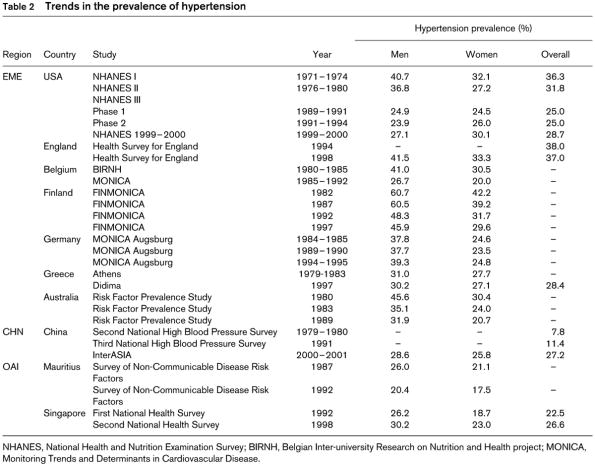 Table 2 Trends in the prevalence of hypertension
Hypertension prevalence (%)
Region Country Study Year Men Women Overall
EME USA NHANES I 1971–1974 40.7 32.1 36.3
NHANES II 1976–1980 36.8 27.2 31.8
NHANES III
Phase 1 1989–1991 24.9 24.5 25.0
Phase 2 1991–1994 23.9 26.0 25.0
NHANES 1999–2000 1999–2000 27.1 30.1 28.7
England Health Survey for England 1994 – – 38.0
Health Survey for England 1998 41.5 33.3 37.0
Belgium BIRNH 1980–1985 41.0 30.5 –
MONICA 1985–1992 26.7 20.0 –
Finland FINMONICA 1982 60.7 42.2 –
FINMONICA 1987 60.5 39.2 –
FINMONICA 1992 48.3 31.7 –
FINMONICA 1997 45.9 29.6 –
Germany MONICA Augsburg 1984–1985 37.8 24.6 –
MONICA Augsburg 1989–1990 37.7 23.5 –
MONICA Augsburg 1994–1995 39.3 24.8 –
Greece Athens 1979-1983 31.0 27.7 –
Didima 1997 30.2 27.1 28.4
Australia Risk Factor Prevalence Study 1980 45.6 30.4 –
Risk Factor Prevalence Study 1983 35.1 24.0 –
Risk Factor Prevalence Study 1989 31.9 20.7 –
CHN China Second National High Blood Pressure Survey 1979–1980 – – 7.8
Third National High Blood Pressure Survey 1991 – – 11.4
InterASIA 2000–2001 28.6 25.8 27.2
OAI Mauritius Survey of Non-Communicable Disease Risk 1987 26.0 21.1 –
Factors
Survey of Non-Communicable Disease Risk 1992 20.4 17.5 –
Factors
Singapore First National Health Survey 1992 26.2 18.7 22.5
Second National Health Survey 1998 30.2 23.0 26.6
NHANES, National Health and Nutrition Examination Survey; BIRNH, Belgian Inter-university Research on Nutrition and Health project; MONICA,
Monitoring Trends and Determinants in Cardiovascular Disease.